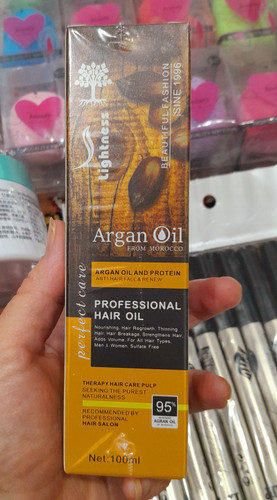 Lightness
BEAUTIFUL FASHION
ISINE 1996
Argan Oil
FROM MOROCCO
perfect care
ARGAN OIL AND PROTEIN
ANTI-HAIR FALL & RENEW
PROFESSIONAL
HAIR OIL
Nourishing, Hair Regrowth, Thinning
Hair, Hair Breakage, Strengthens Hair
Adds Volume, For All Hair Types,
Men & Women Sulfate Free
THERAPY HAIR CARE PULP
SEEKING THE PUREST
NATURALNESS
RECOMMENDED BY
PROFESSIONAL
HAIR SALON
95%
AGRAN OIL
Net:100ml